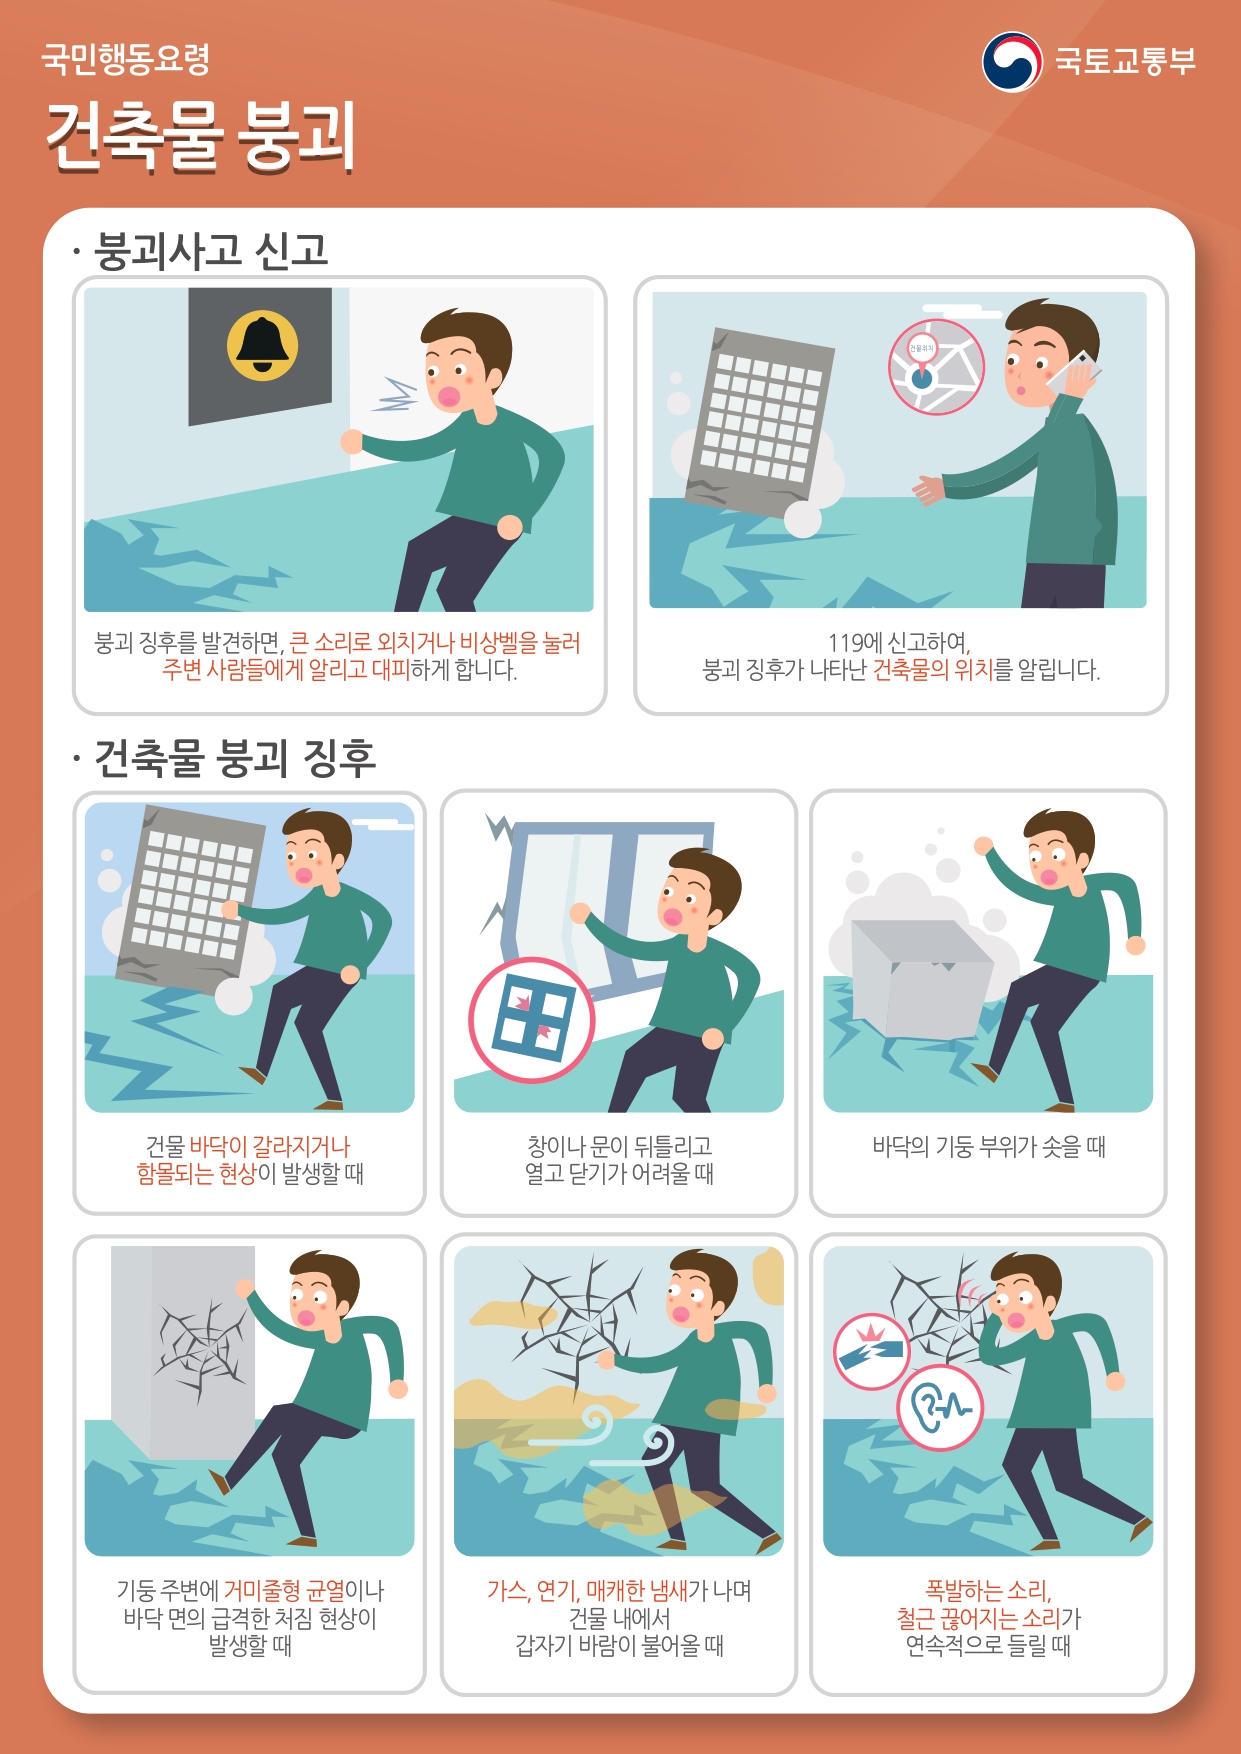 국민행동요령
국토교통부
건축물 붕괴
· 붕괴사고 신고
건물위치
붕괴 징후를 발견하면, 큰 소리로 외치거나 비상벨을 눌러
주변 사람들에게 알리고 대피하게 합니다.
119에 신고하여,
붕괴 징후가 나타난 건축물의 위치를 알립니다.
· 건축물 붕괴 징후
건물 바닥이 갈라지거나
함몰되는 현상이 발생할 때
창이나 문이 뒤틀리고
열고 닫기가 어려울 때
바닥의 기둥 부위가 솟을 때
기둥 주변에 거미줄형 균열이나
바닥 면의 급격한 처짐 현상이
발생할 때
가스, 연기, 매캐한 냄새가 나며
건물 내에서
갑자기 바람이 불어올 때
폭발하는 소리,
철근 끊어지는 소리가
연속적으로 들릴 때